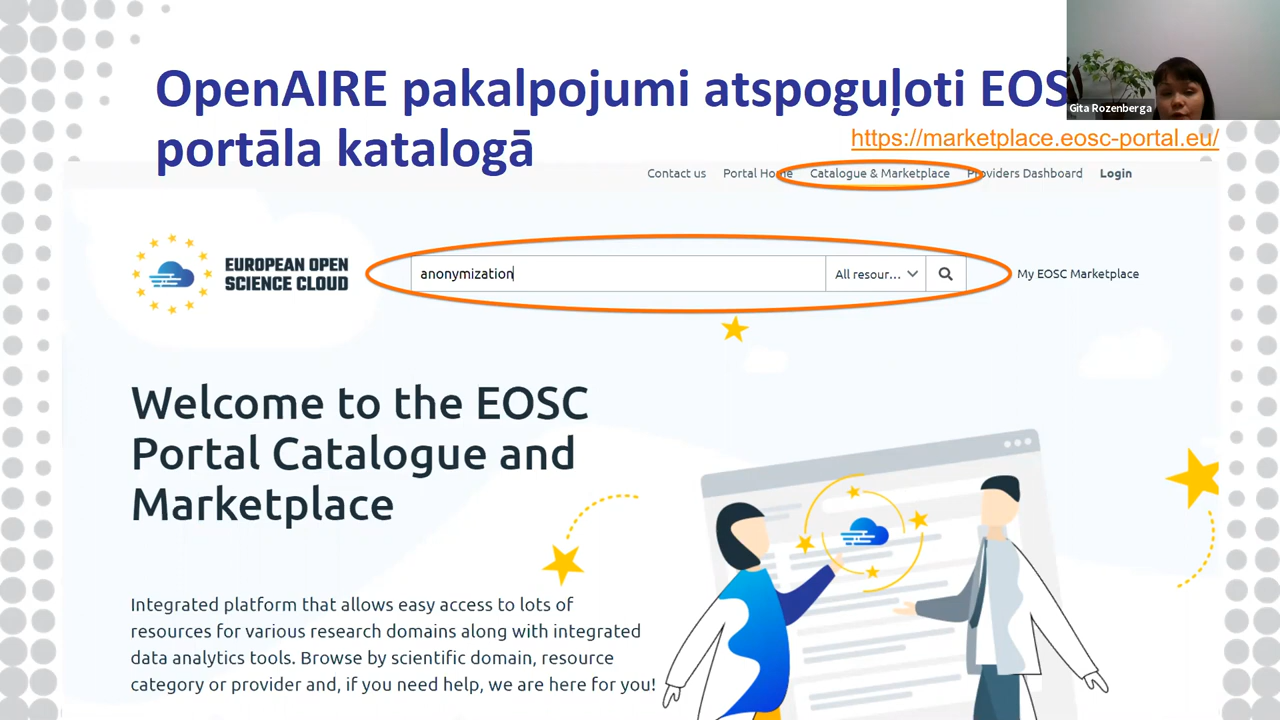 OpenAIRE pakalpojumi atspoguļoti EOS
portāla katalogā
Gita Rozenberga
https://marketplace.eosc-portal.eu/
Contact us Portal Home Catalogue & Marketplace Providers Dashboard Login
EUROPEAN OPEN
SCIENCE CLOUD
anonymization
All resour...
My EOSC Marketplace
Welcome to the EOSC
Portal Catalogue and
Marketplace
Integrated platform that allows easy access to lots of
resources for various research domains along with integrated
data analytics tools. Browse by scientific domain, resource
category or provider and, if you need help, we are here for you!